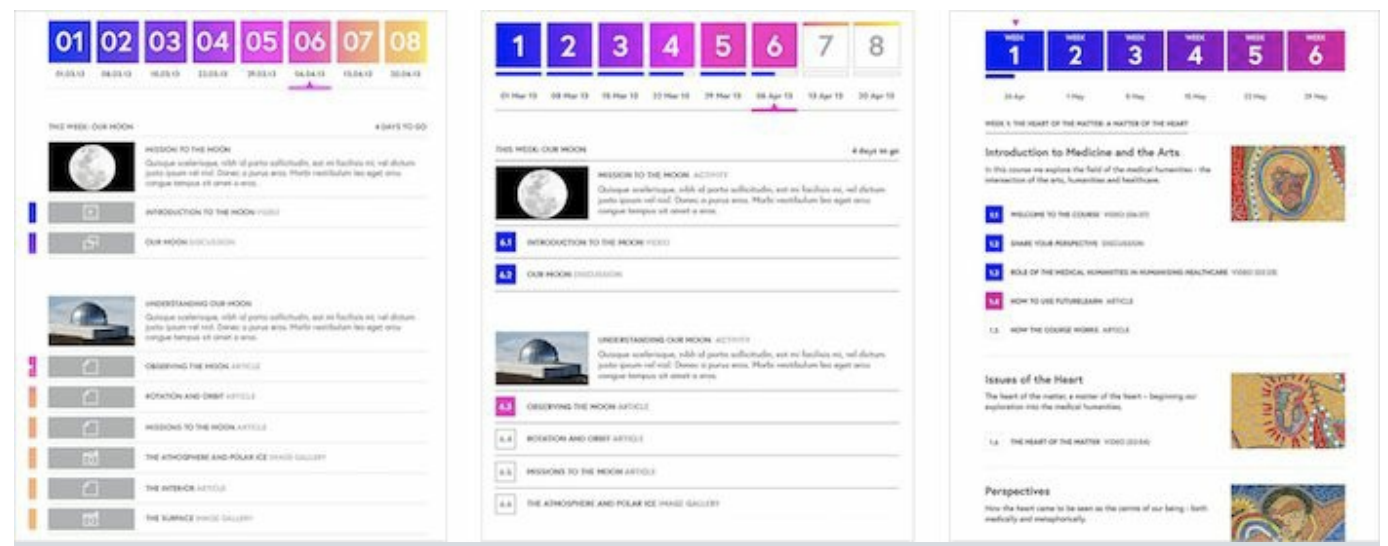 01 02 03 04 05 06 07 08
01.03.13 08.03.13 15.03.13 22.03.13 29.03.13 06.04.13 13.04.13 20.04.13
THIS WEEK: OUR MOON 4 DAYS TO GO
MISSION TO THE MOON
Quisque scelerisque, nibh id porta sollicitudin, est mi facilisis mi, vel dictum
justo ipsum vel nisl. Donec a purus arcu. Morbi vestibulum leo eget arcu
congue tempus sit amet a eros.
INTRODUCTION TO THE MOON VIDEO
OUR MOON DISCUSSION
UNDERSTANDING OUR MOON
Quisque scelerisque, nibh id porta sollicitudin, est mi facilisis mi, vel dictum
justo ipsum vel nisl. Donec a purus arcu. Morbi vestibulum leo eget arcu
congue tempus sit amet a eros.
OBSERVING THE MOON ARTICLE
ROTATION AND ORBIT ARTICLE
MISSIONS TO THE MOON ARTICLE
THE ATMOSPHERE AND POLAR ICE IMAGE GALLERY
THE INTERIOR ARTICLE
THE SURFACE IMAGE GALLERY
1 2 3 4 5 6 7 8
01 Mar 13 08 Mar 13 15 Mar 13 22 Mar 13 29 Mar 13 06 Apr 13 13 Apr 13 20 Apr 13
THIS WEEK: OUR MOON 4 days to go
MISSION TO THE MOON ACTIVITY
Quisque scelerisque, nibh id porta sollicitudin, est mi facilisis mi, vel dictum
justo ipsum vel nisl. Donec a purus arcu. Morbi vestibulum leo eget arcu
congue tempus sit amet a eros.
6.1 INTRODUCTION TO THE MOON VIDEO
6.2 OUR MOON DISCUSSION
UNDERSTANDING OUR MOON ACTIVITY
Quisque scelerisque, nibh id porta sollicitudin, est mi facilisis mi, vel dictum
justo ipsum vel nisl. Donec a purus arcu. Morbi vestibulum leo eget arcu
congue tempus sit amet a eros.
6.3 OBSERVING THE MOON ARTICLE
6.4 ROTATION AND ORBIT ARTICLE
6.5 MISSIONS TO THE MOON ARTICLE
6.6 THE ATMOSPHERE AND POLAR ICE IMAGE GALLERY
WEEK WEEK WEEK WEEK WEEK WEEK
1 2 3 4 5 6
1 May 8 May 15 May 22 May 29 May
WEEK 1: THE HEART OF THE MATTER: A MATTER OF THE HEART
Introduction to Medicine and the Arts
In this course we explore the field of the medical humanities - the
intersection of the arts, humanities and healthcare.
1.1 WELCOME TO THE COURSE VIDEO
1.2 SHARE YOUR PERSPECTIVE DISCUSSION
1.3 ROLE OF THE MEDICAL HUMANITIES IN HUMANISING HEALTHCARE VIDEO
1.4 HOW TO USE FUTURELEARN ARTICLE
1.5 HOW THE COURSE WORKS ARTICLE
Issues of the Heart
The heart of the matter, a matter of the heart – beginning our
exploration into the medical humanities.
1.6 THE HEART OF THE MATTER VIDEO
Perspectives
How the heart came to be seen as the centre of our being - both
medically and metaphorically.